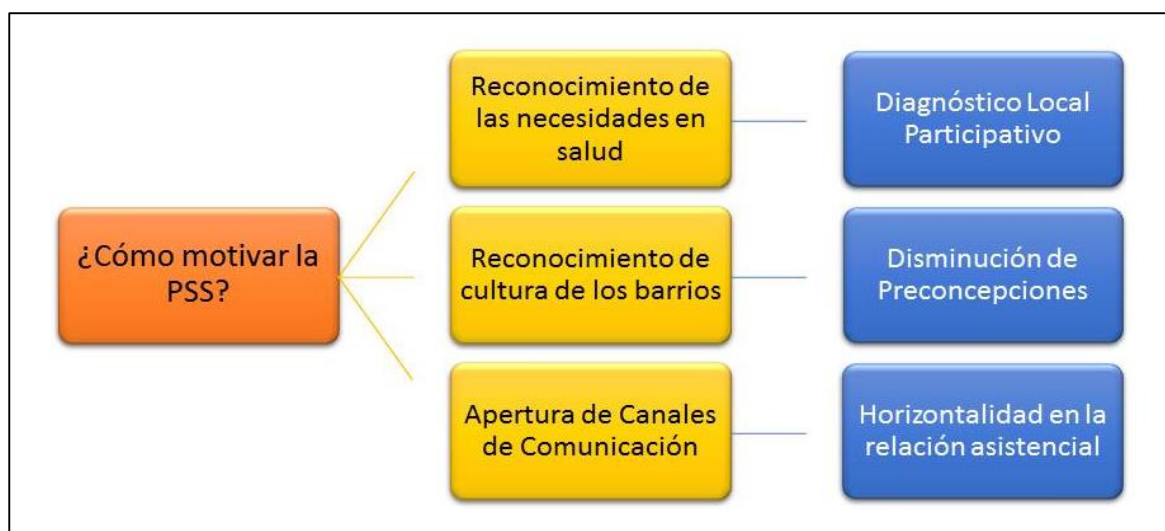 ¿Cómo motivar la
PSS?
Reconocimiento de
las necesidades en
salud
Diagnóstico Local
Participativo
Reconocimiento de
cultura de los barrios
Disminución de
Preconcepciones
Apertura de Canales
de Comunicación
Horizontalidad en la
relación asistencial